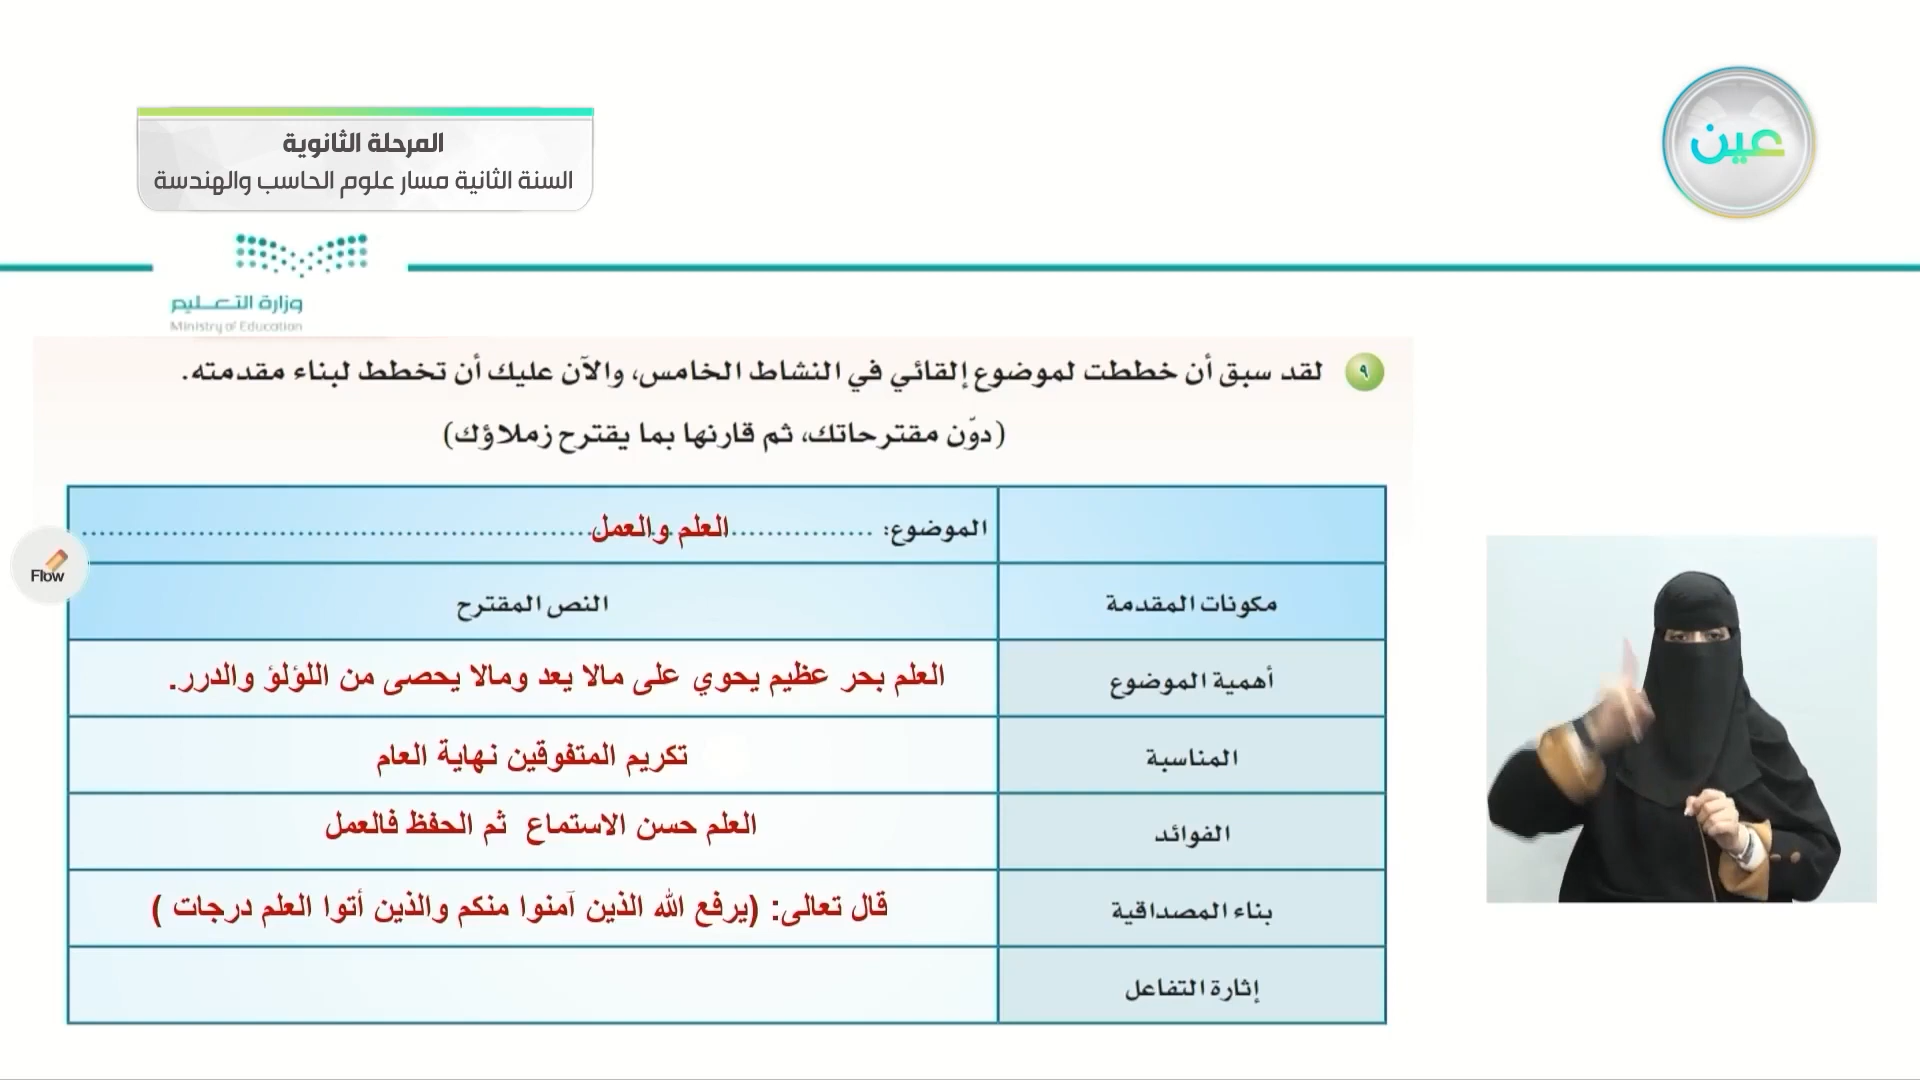 المرحلة الثانوية
السنة الثانية مسار علوم الحاسب والهندسة
عين
وزارة التعليم
Ministry of Education
٩ لقد سبق أن خططت لموضوع إلقائي في النشاط الخامس، والآن عليك أن تخطط لبناء مقدمته.
(دوّن مقترحاتك، ثم قارنها بما يقترح زملاؤك)
الموضوع: العلم والعمل
مكونات المقدمة النص المقترح
أهمية الموضوع العلم بحر عظيم يحوي على مالا يعد ومالا يحصى من اللؤلؤ والدرر.
المناسبة تكريم المتفوقين نهاية العام
الفوائد العلم حسن الاستماع ثم الحفظ فالعمل
بناء المصداقية قال تعالى: (يرفع الله الذين آمنوا منكم والذين أتوا العلم درجات )
إثارة التفاعل
Flow